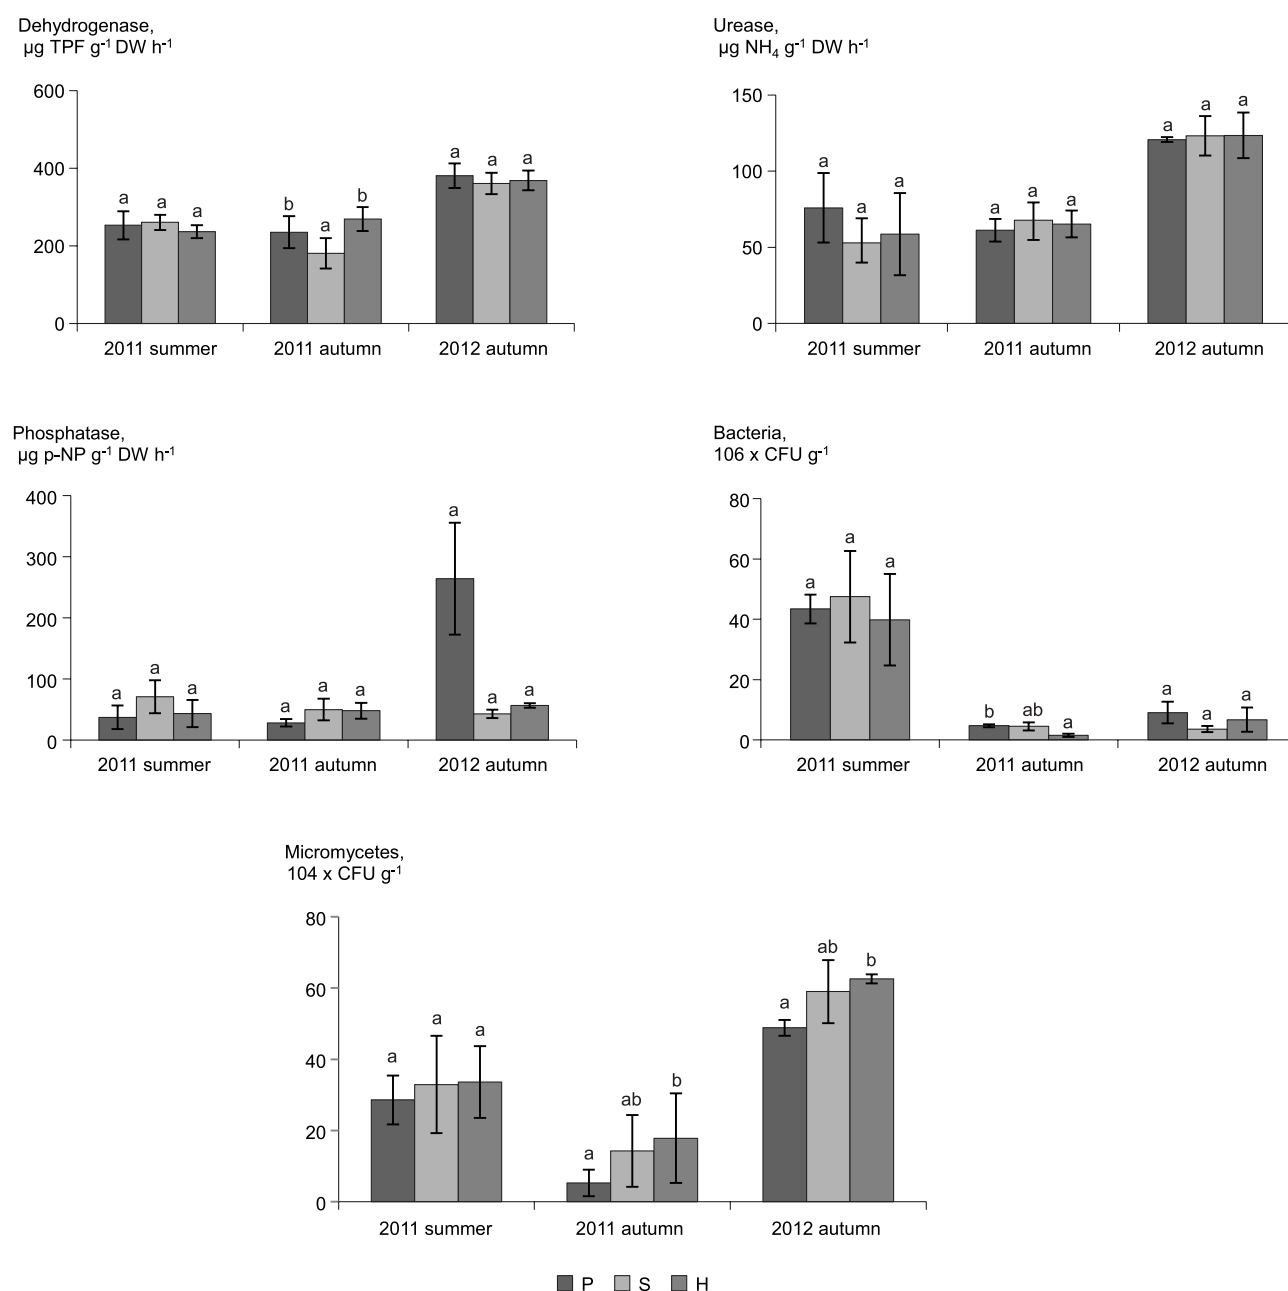 Dehydrogenase,
µg TPF g-1 DW h-1
600
400
200
0
a a a b a b a a a
2011 summer 2011 autumn 2012 autumn
Urease,
µg NH4 g-1 DW h-1
150
100
50
0
a a a a a a a a a
2011 summer 2011 autumn 2012 autumn
Phosphatase,
µg p-NP g-1 DW h-1
400
300
200
100
0
a a a a a a a a a
2011 summer 2011 autumn 2012 autumn
Bacteria,
106 x CFU g-1
80
60
40
20
0
a a a b ab a a a a
2011 summer 2011 autumn 2012 autumn
Micromycetes,
104 x CFU g-1
80
60
40
20
0
a a a a ab b a ab b
2011 summer 2011 autumn 2012 autumn
P S H